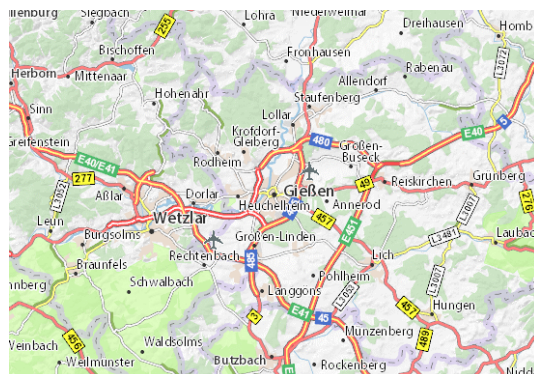 Siegbach
255
Lohra
Niederweimar
Dreihausen
Homb
Bischoffen
Fronhausen
Rabenau
L3072
Herborn
Mittenaar
Allendorf
Hohenahr
Staufenberg
Sinn
Lollar
5
Greifenstein
Krofdorf-
Gleiberg
480
E40
Großen-
Buseck
E40/E41
Rodheim
277
L3052
Aßlar
Dorlar
Gießen
49
Reiskirchen
Grünberg
Heuchelheim
Annerod
L3007
276
Leun
Wetzlar
457
E451
Burgsolms
Großen-Linden
L3481
Laubac
Rechtenbach
485
Lich
Braunfels
Pohlheim
L3007
Schwalbach
Langgöns
L3053
457
Hungen
E41
45
3
489
456
Waldsolms
Münzenberg
Weinbach
Weilmünster
Butzbach
Rockenberg